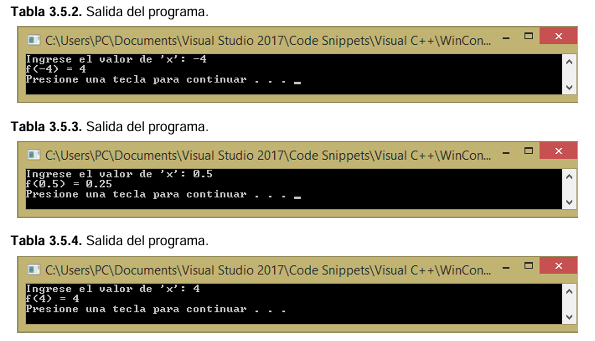 Tabla 3.5.2. Salida del programa.
C:\Users\PC\Documents\Visual Studio 2017\Code Snippets\Visual C++\WinCon...
Ingrese el valor de 'x': -4
f(-4) = 4
Presione una tecla para continuar . . .
Tabla 3.5.3. Salida del programa.
C:\Users\PC\Documents\Visual Studio 2017\Code Snippets\Visual C++\WinCon...
Ingrese el valor de 'x': 0.5
f(0.5) = 0.25
Presione una tecla para continuar . . .
Tabla 3.5.4. Salida del programa.
C:\Users\PC\Documents\Visual Studio 2017\Code Snippets\Visual C++\WinCon...
Ingrese el valor de 'x': 4
f(4) = 4
Presione una tecla para continuar . . .